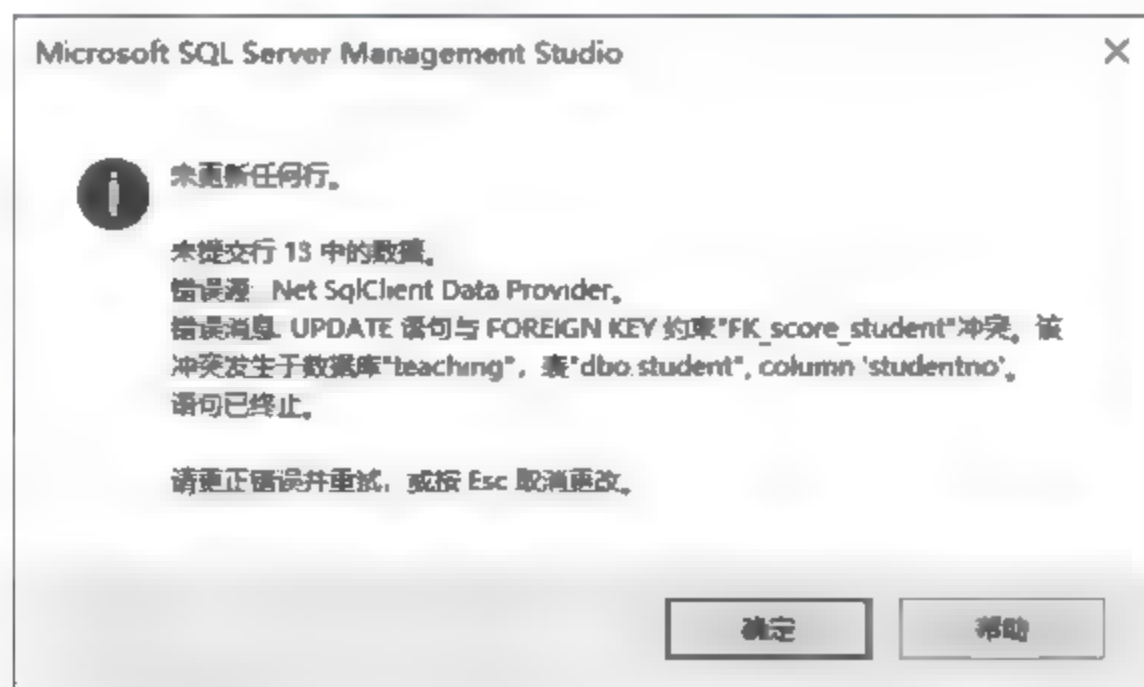 Microsoft SQL Server Management Studio
未更新任何行。
未提交行 13 中的数据。
错误源: .Net SqlClient Data Provider。
错误消息: UPDATE 语句与 FOREIGN KEY 约束"FK_score_student"冲突。该
冲突发生于数据库"teaching", 表"dbo.student", column 'studentno'。
语句已终止。
请更正错误并重试, 或按 Esc 取消更改。
确定
帮助